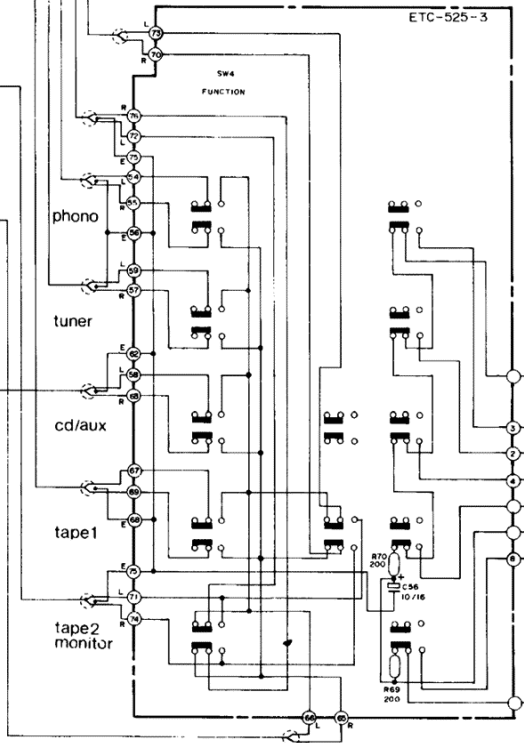 ETC-525-3
L
73
R
70
SW4
FUNCTION
R
76
72
L
75
E
54
L
phono
55
R
56
E
59
L
57
R
tuner
62
E
58
L
68
R
cd/aux
67
69
68
E
tape1
75
E
71
L
74
R
tape2
monitor
3
2
4
8
R70
200
+
C56
10/16
R69
200
66
L
65
R